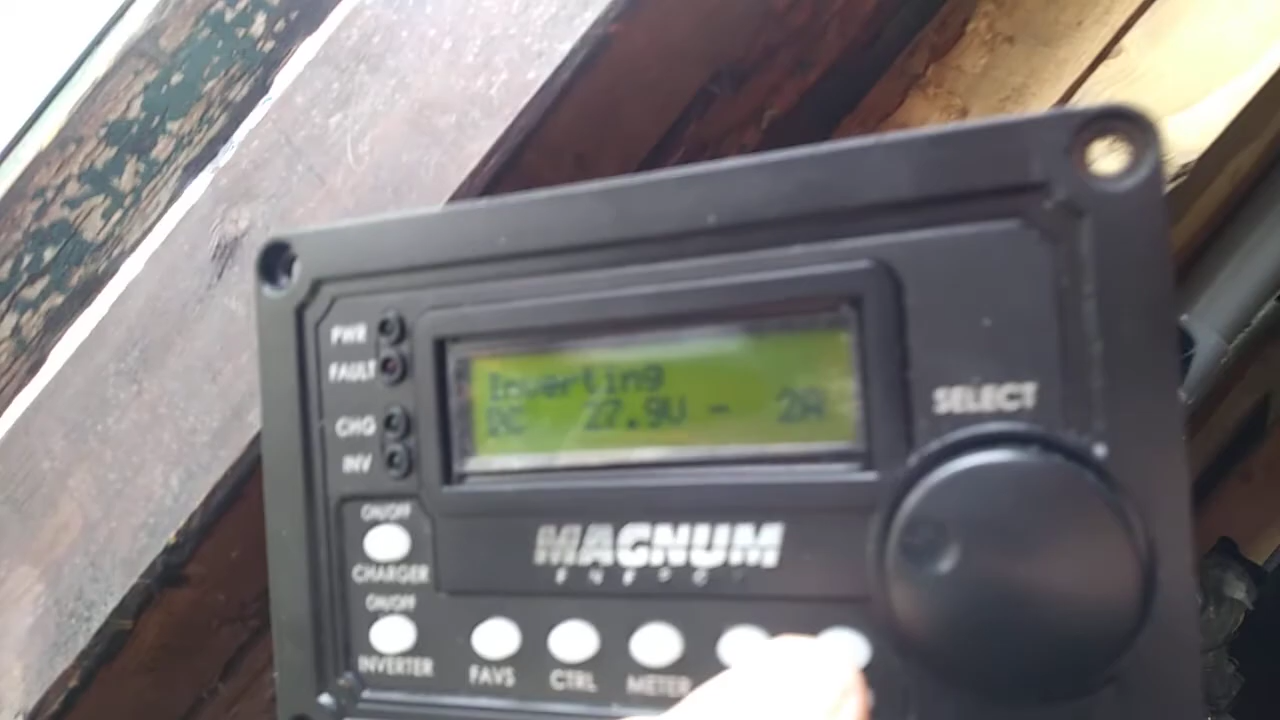 PWR
FAULT
CHG
INV
Inverting
DC 27.9V - 2A
SELECT
MAGNUM
ENERGY
ON/OFF
CHARGER
ON/OFF
INVERTER
FAVS
CTRL
METER